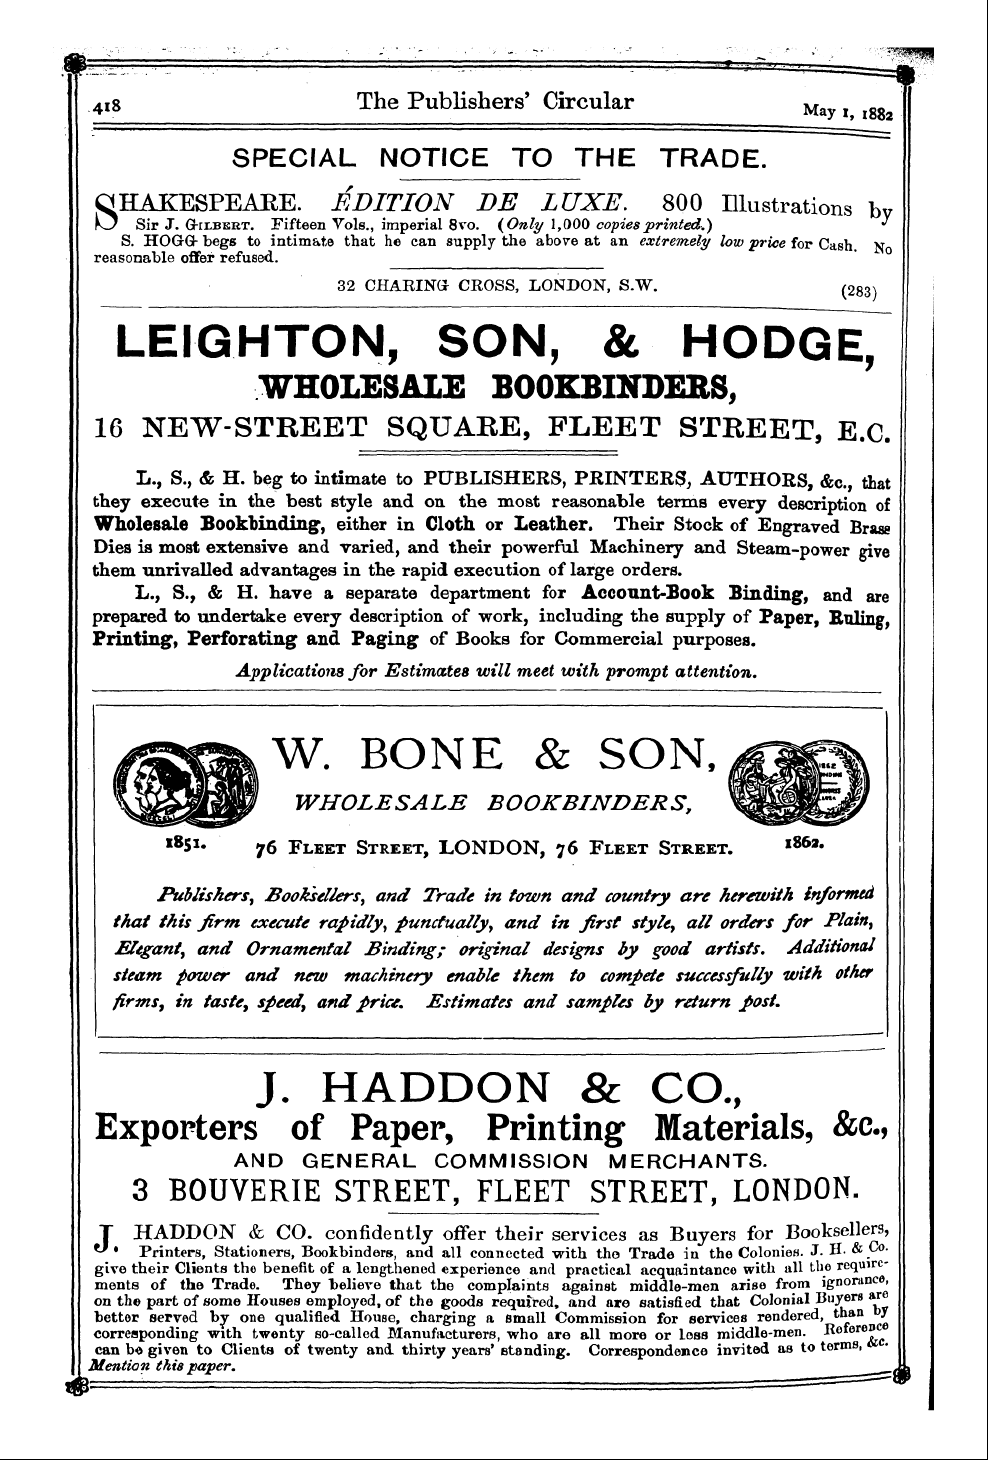 418 The Publishers' Circular May 1, 1882
SPECIAL NOTICE TO THE TRADE.
SHAKESPEARE. ÉDITION DE LUXE. 800 Illustrations by
Sir J. GILBERT. Fifteen Vols., imperial 8vo. (Only 1,000 copies printed.)
S. HOGG begs to intimate that he can supply the above at an extremely low price for Cash. No
reasonable offer refused.
32 CHARING CROSS, LONDON, S.W. (283)
LEIGHTON, SON, & HODGE,
WHOLESALE BOOKBINDERS,
16 NEW-STREET SQUARE, FLEET STREET, E.C.
L., S., & H. beg to intimate to PUBLISHERS, PRINTERS, AUTHORS, &c., that
they execute in the best style and on the most reasonable terms every description of
Wholesale Bookbinding, either in Cloth or Leather. Their Stock of Engraved Brass
Dies is most extensive and varied, and their powerful Machinery and Steam-power give
them unrivalled advantages in the rapid execution of large orders.
L., S., & H. have a separate department for Account-Book Binding, and are
prepared to undertake every description of work, including the supply of Paper, Ruling,
Printing, Perforating and Paging of Books for Commercial purposes.
Applications for Estimates will meet with prompt attention.
W. BONE & SON,
WHOLESALE BOOKBINDERS,
1851. 76 FLEET STREET, LONDON, 76 FLEET STREET. 1862.
Publishers, Booksellers, and Trade in town and country are herewith informed
that this firm execute rapidly, punctually, and in first style, all orders for Plain,
Elegant, and Ornamental Binding; original designs by good artists. Additional
steam power and new machinery enable them to compete successfully with other
firms, in taste, speed, and price. Estimates and samples by return post.
J. HADDON & CO.,
Exporters of Paper, Printing Materials, &c.,
AND GENERAL COMMISSION MERCHANTS.
3 BOUVERIE STREET, FLEET STREET, LONDON.
J. HADDON & CO. confidently offer their services as Buyers for Booksellers,
Printers, Stationers, Bookbinders, and all connected with the Trade in the Colonies. J. H. & Co.
give their Clients the benefit of a lengthened experience and practical acquaintance with all the require-
ments of the Trade. They believe that the complaints against middle-men arise from ignorance,
on the part of some Houses employed, of the goods required, and are satisfied that Colonial Buyers are
better served by one qualified House, charging a small Commission for services rendered, than by
corresponding with twenty so-called Manufacturers, who are all more or less middle-men. Reference
can be given to Clients of twenty and thirty years' standing. Correspondence invited as to terms, &c.
Mention this paper.